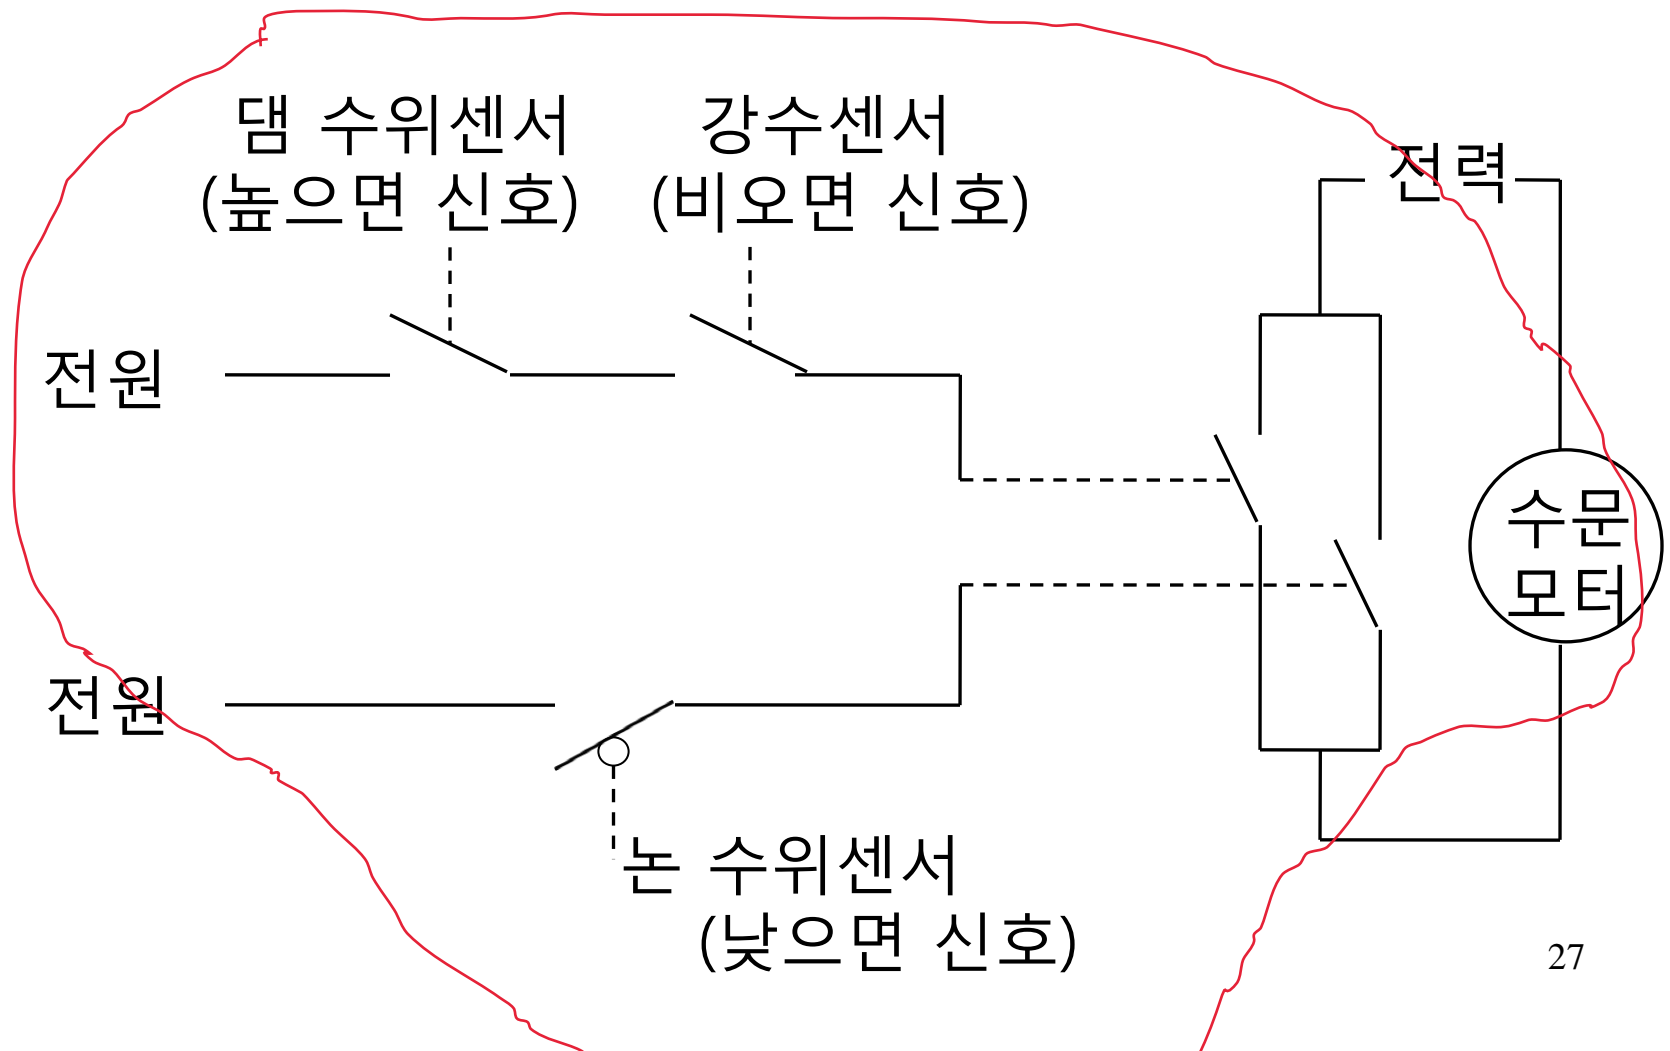 댐 수위센서
(높으면 신호)
강수센서
(비오면 신호)
전력
전원
수문
모터
전원
논 수위센서
(낮으면 신호)
27